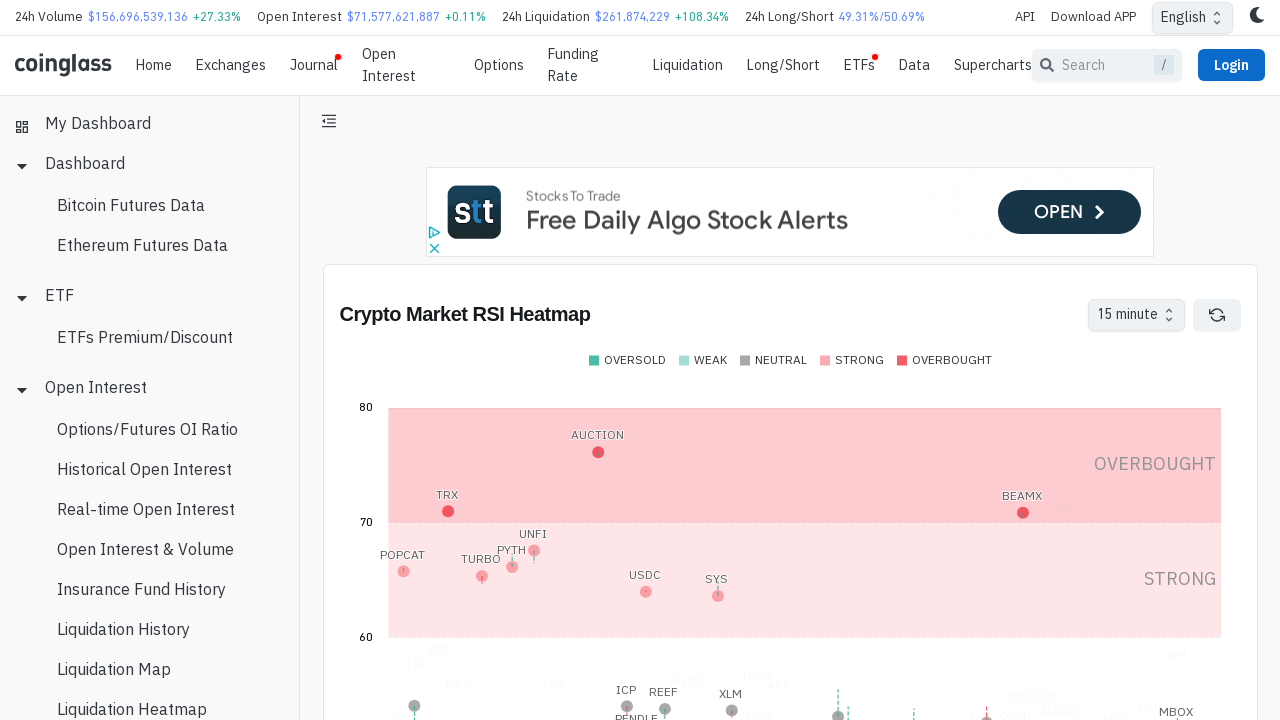 24h Volume $156,696,539,136 +27.33% Open Interest $71,577,621,887 +0.11% 24h Liquidation $261,874,229 +108.34% 24h Long/Short 49.31%/50.69% API Download APP English
coinglass Home Exchanges Journal Open Interest Options Funding Rate Liquidation Long/Short ETFs Data Supercharts Search / Login
My Dashboard
Dashboard
Bitcoin Futures Data
Ethereum Futures Data
ETF
ETFs Premium/Discount
Open Interest
Options/Futures OI Ratio
Historical Open Interest
Real-time Open Interest
Open Interest & Volume
Insurance Fund History
Liquidation History
Liquidation Map
Liquidation Heatmap
stt
StocksToTrade
Free Daily Algo Stock Alerts
OPEN
Crypto Market RSI Heatmap
15 minute
OVERSOLD WEAK NEUTRAL STRONG OVERBOUGHT
80
AUCTION
OVERBOUGHT
TRX
BEAMX
70
UNFI
PYTH
POPCAT
TURBO
USDC
SYS
STRONG
60
ICP
REEF
XLM
MBOX
PENDLE